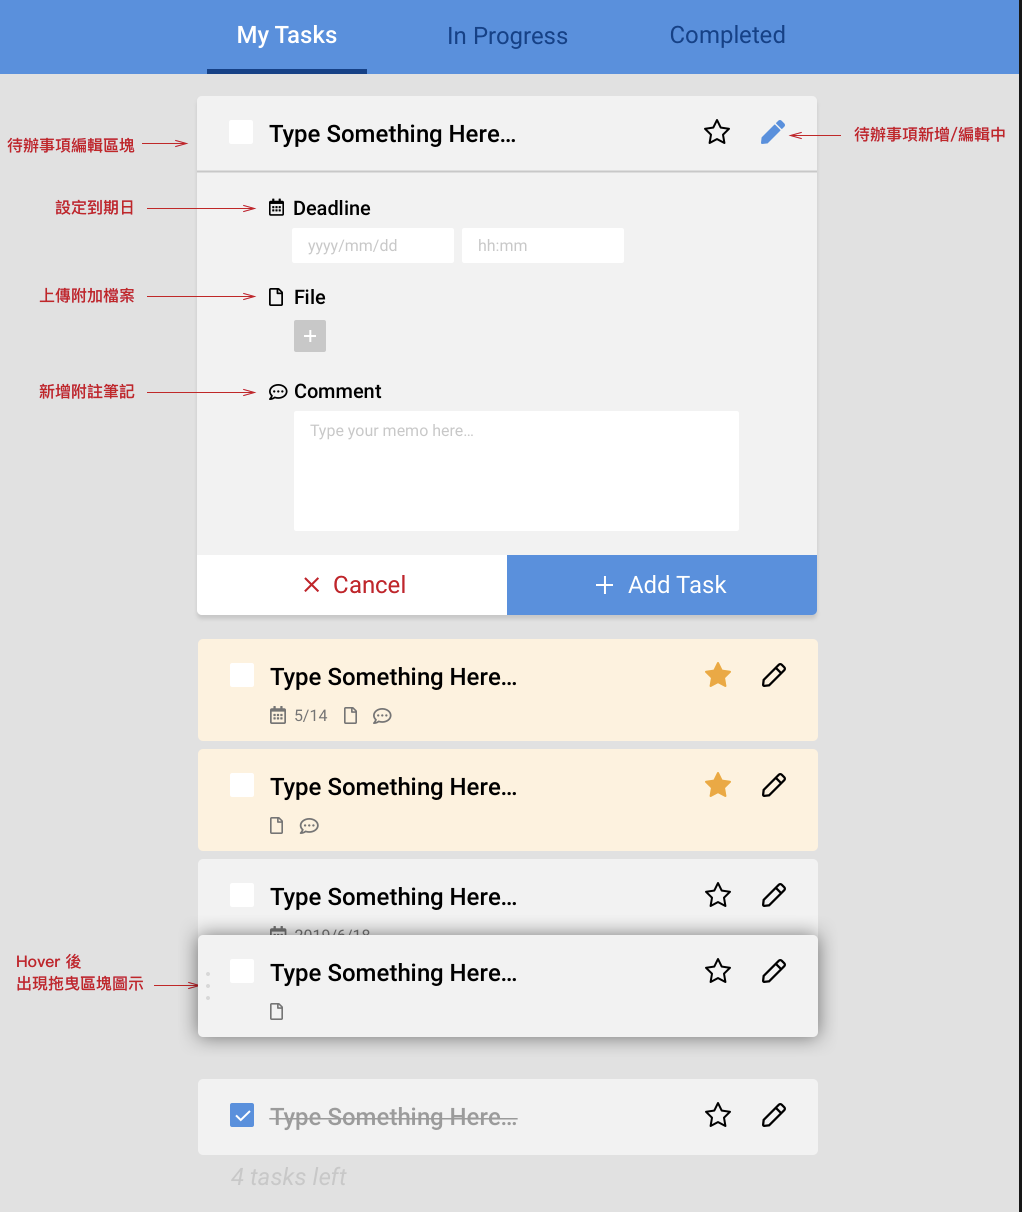 My Tasks In Progress Completed
Type Something Here...
待辦事項編輯區塊
待辦事項新增/編輯中
設定到期日
Deadline
yyyy/mm/dd hh:mm
上傳附加檔案
File
新增附註筆記
Comment
Type your memo here...
Cancel Add Task
Type Something Here...
5/14
Type Something Here...
Type Something Here...
2019/6/18
Hover 後
出現拖曳區塊圖示
Type Something Here...
Type Something Here...
4 tasks left